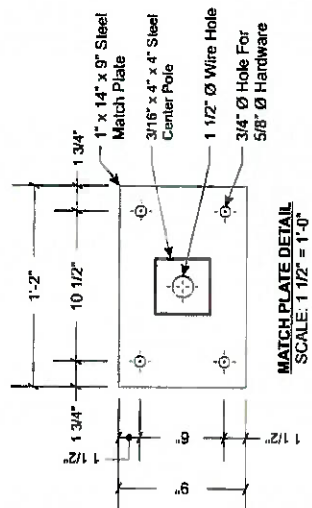 1'-2"
1 3/4"
10 1/2"
1 3/4"
1" x 14" x 9" Steel
Match Plate
3/16" x 4" x 4" Steel
Center Pole
1 1/2" Ø Wire Hole
3/4" Ø Hole For
5/8" Ø Hardware
1 1/2"
6"
9"
1 1/2"
MATCH PLATE DETAIL
SCALE: 1 1/2" = 1'-0"